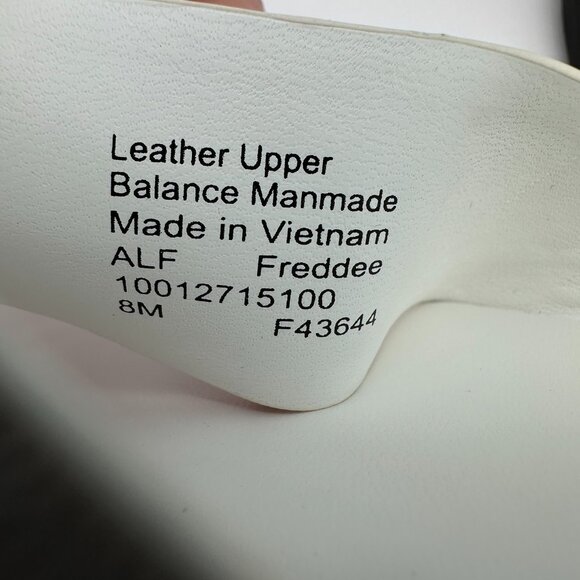 Leather Upper
Balance Manmade
Made in Vietnam
ALF Freddee
10012715100
8M F43644